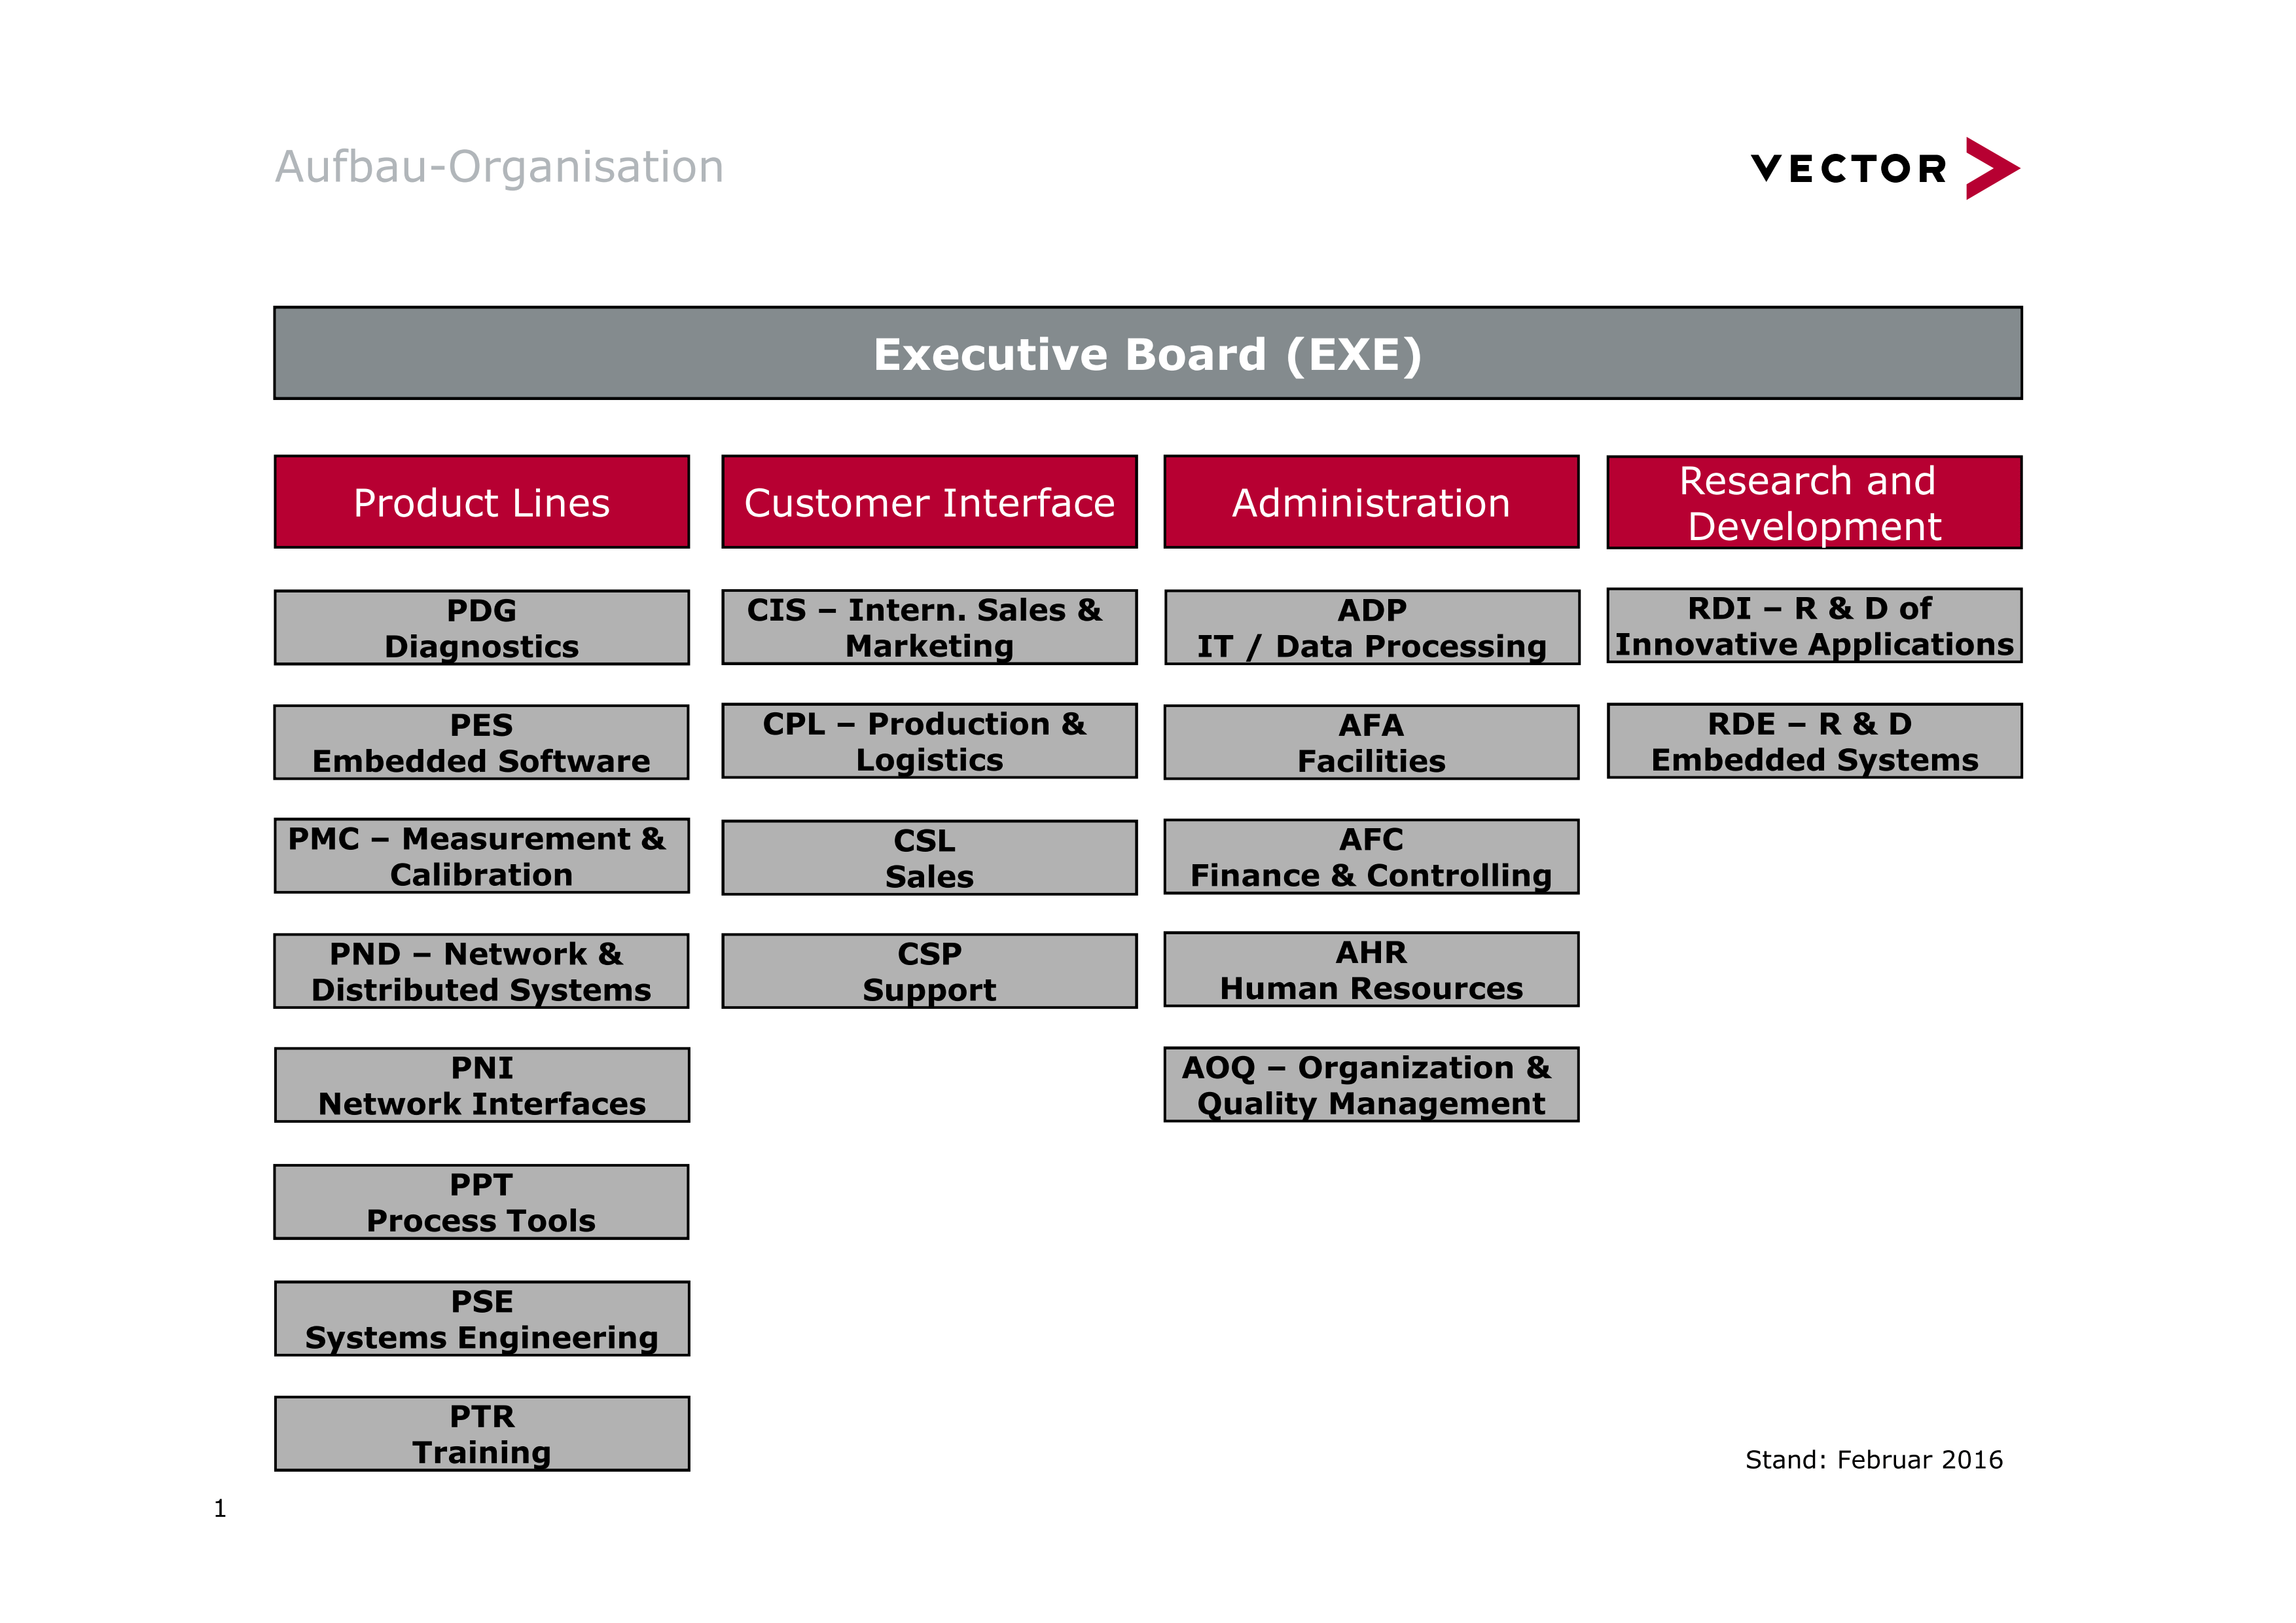 Aufbau-Organisation
VECTOR
Executive Board (EXE)
Product Lines
PDG
Diagnostics
PES
Embedded Software
PMC – Measurement &
Calibration
PND – Network &
Distributed Systems
PNI
Network Interfaces
PPT
Process Tools
PSE
Systems Engineering
PTR
Training
Customer Interface
CIS – Intern. Sales &
Marketing
CPL – Production &
Logistics
CSL
Sales
CSP
Support
Administration
ADP
IT / Data Processing
AFA
Facilities
AFC
Finance & Controlling
AHR
Human Resources
AOQ – Organization &
Quality Management
Research and
Development
RDI – R & D of
Innovative Applications
RDE – R & D
Embedded Systems
Stand: Februar 2016
1